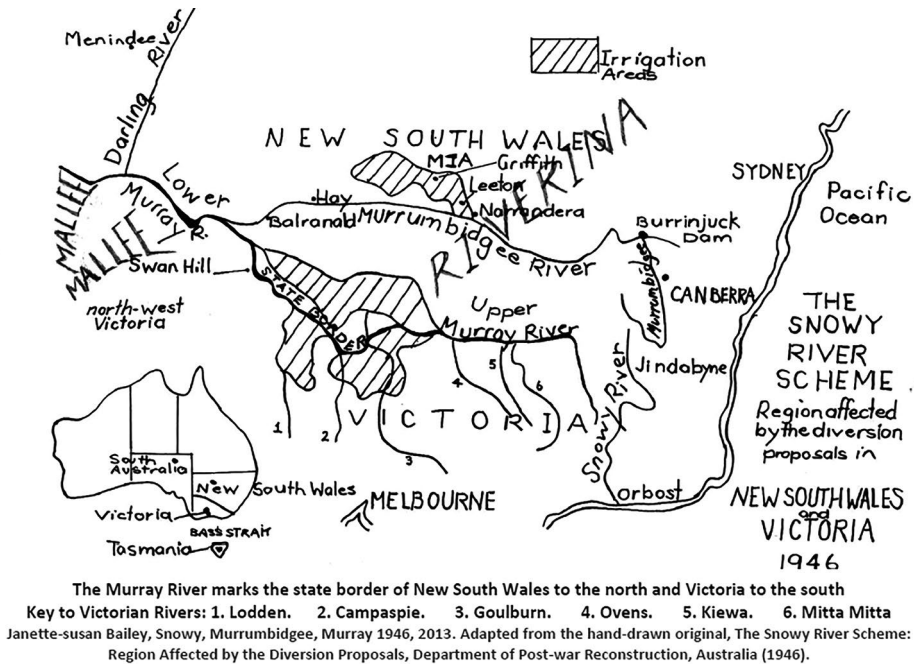 Menindee
Darling River
Irrigation
Areas
NEW SOUTH WALES
MIA
Griffith
Leeton
Narrandera
RIVERINA
SYDNEY
Pacific
Ocean
MALLEE
MALLEE
Lower
Murray
R.
Hay
Balranald
Murrumbidgee River
Burrinjuck
Dam
Swan Hill
STATE BORDER
north-west
Victoria
Upper
Murray River
Murrumbidgee
CANBERRA
THE
SNOWY
RIVER
SCHEME
Region affected
by the diversion
proposals in
NEW SOUTH WALES
and
VICTORIA
1946
Jindabyne
Snowy River
1
2
3
4
5
6
VICTORIA
Orbost
MELBOURNE
South
Australia
New South Wales
Victoria
BASS STRAIT
Tasmania
The Murray River marks the state border of New South Wales to the north and Victoria to the south
Key to Victorian Rivers: 1. Lodden. 2. Campaspie. 3. Goulburn. 4. Ovens. 5. Kiewa. 6. Mitta Mitta
Janette-susan Bailey, Snowy, Murrumbidgee, Murray 1946, 2013. Adapted from the hand-drawn original, The Snowy River Scheme:
Region Affected by the Diversion Proposals, Department of Post-war Reconstruction, Australia (1946).